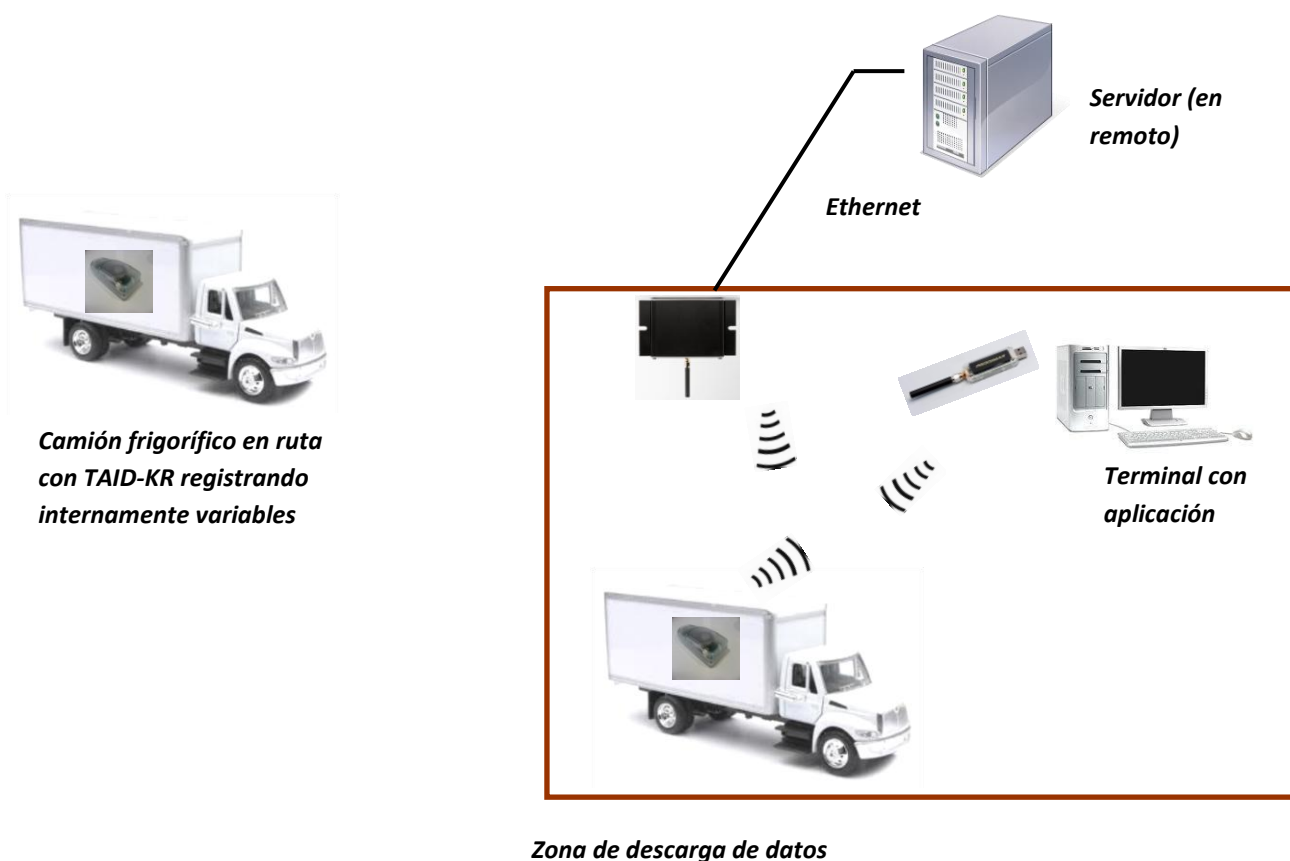 Servidor (en
remoto)
Ethernet
Camión frigorífico en ruta
con TAID-KR registrando
internamente variables
Terminal con
aplicación
Zona de descarga de datos